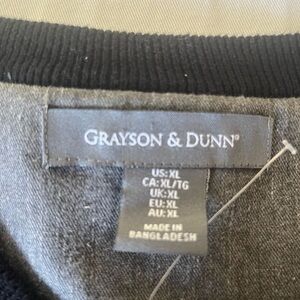 GRAYSON & DUNN®
US:XL
CA:XL/TG
UK:XL
EU:XL
AU:XL
MADE IN
BANGLADESH